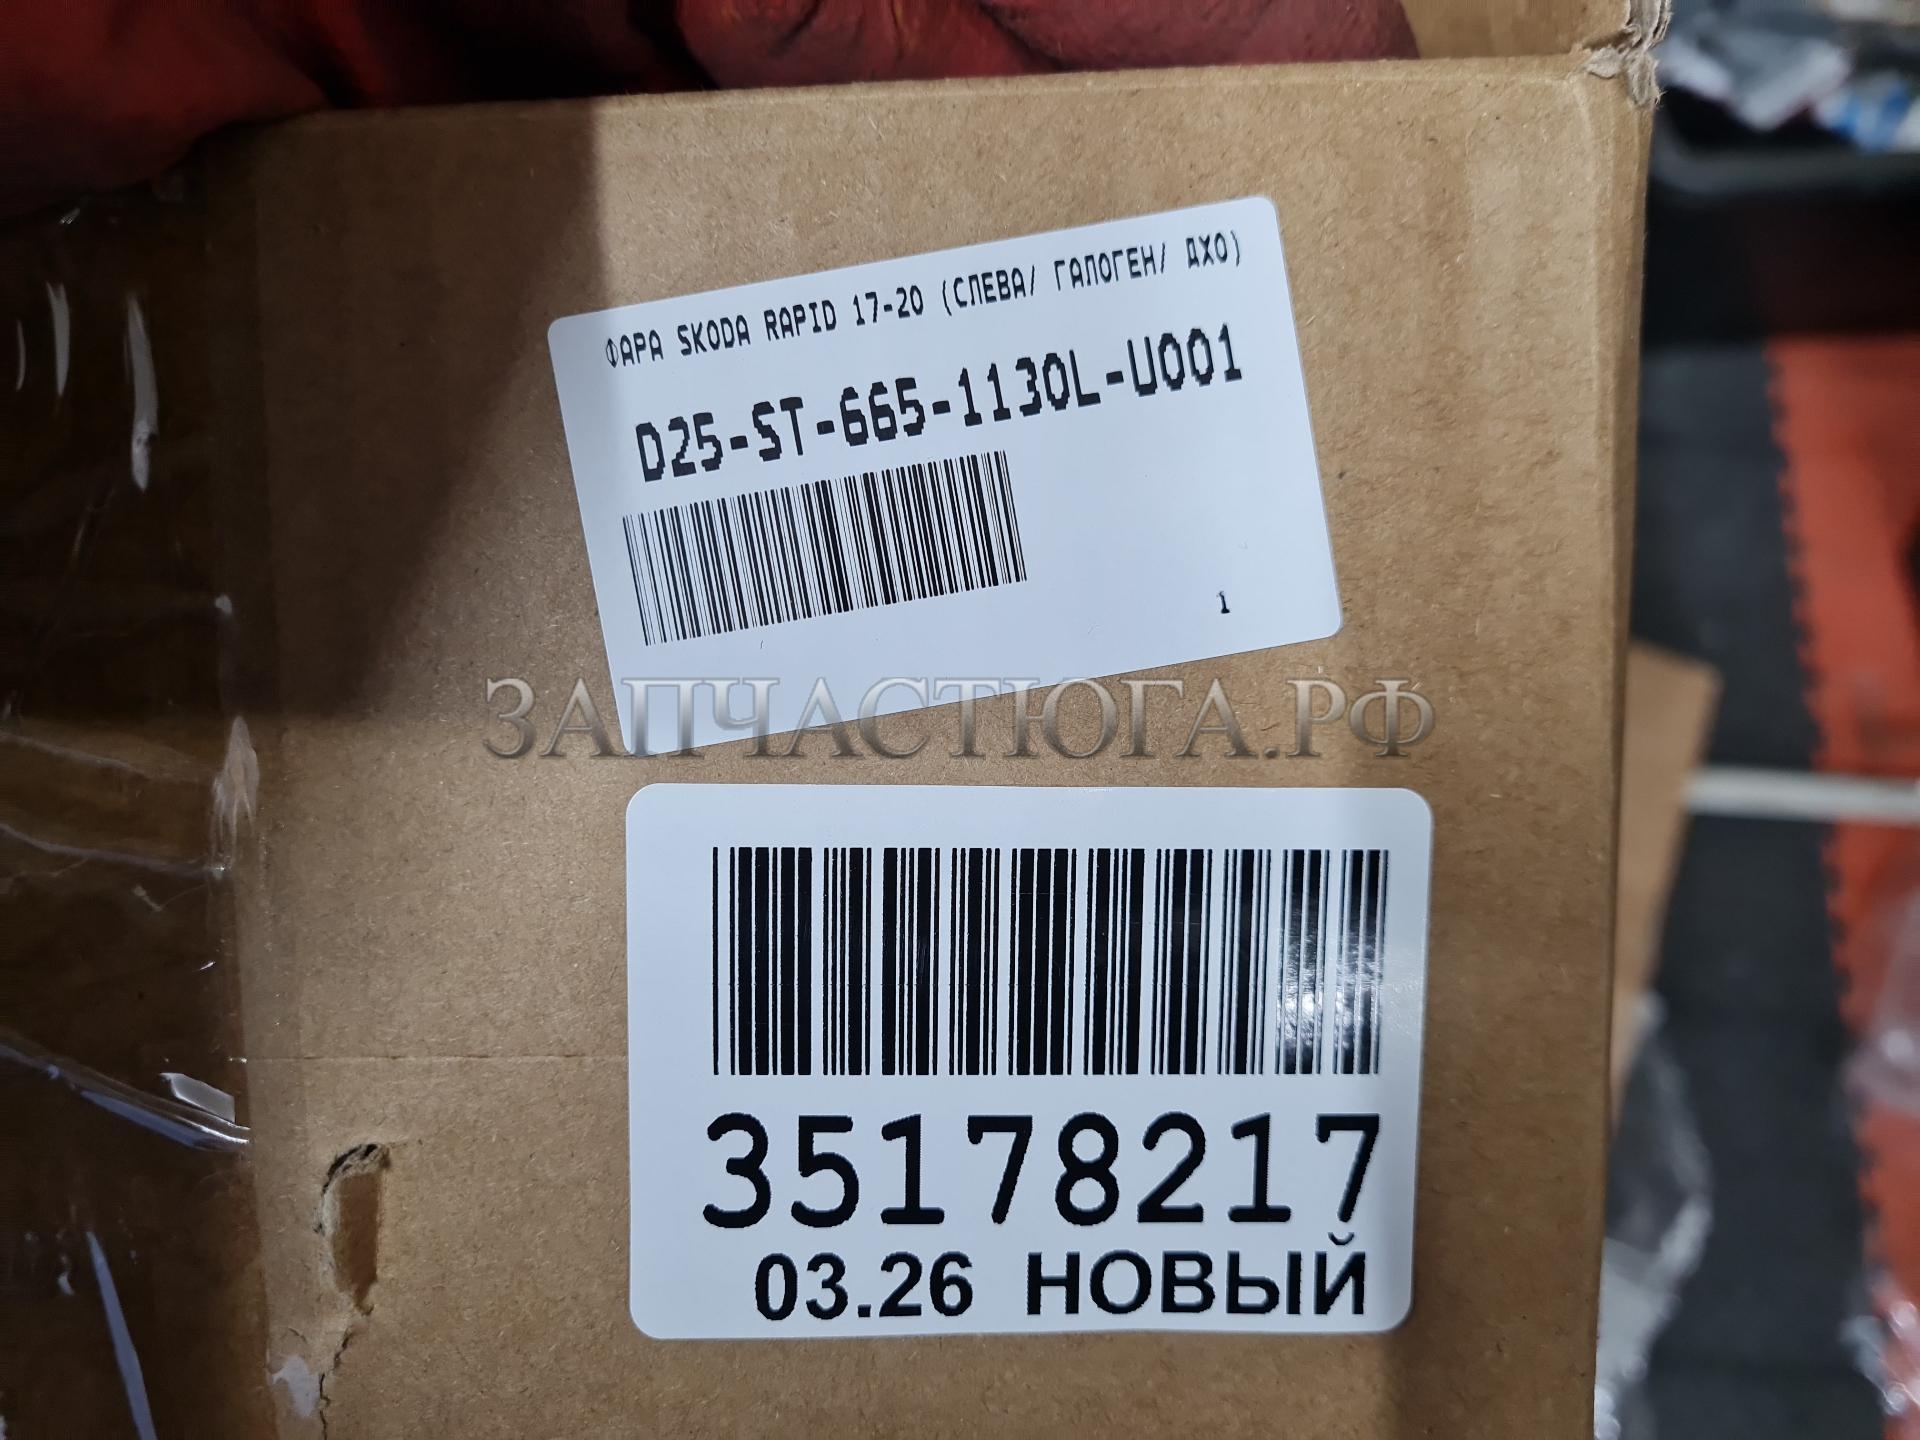 ФАРА SKODA RAPID 17-20 (СЛЕВА/ ГАЛОГЕН/ ДХО)
D25-ST-665-1130L-U001
1
ЗАПЧАСТЮГА.РФ
35178217
03.26 НОВЫЙ